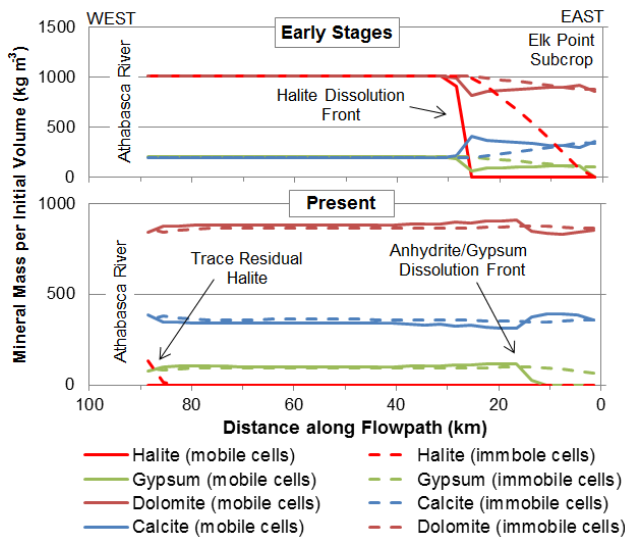 WEST
EAST
Early Stages
Elk Point
Subcrop
Halite Dissolution
Front
Athabasca River
1500
1000
500
0
Mineral Mass per Initial Volume (kg m-3)
Present
Trace Residual
Halite
Anhydrite/Gypsum
Dissolution Front
Athabasca River
1000
500
0
100
80
60
40
20
0
Distance along Flowpath (km)
Halite (mobile cells)
Halite (immbole cells)
Gypsum (mobile cells)
Gypsum (immobile cells)
Dolomite (mobile cells)
Calcite (immobile cells)
Calcite (mobile cells)
Dolomite (immobile cells)